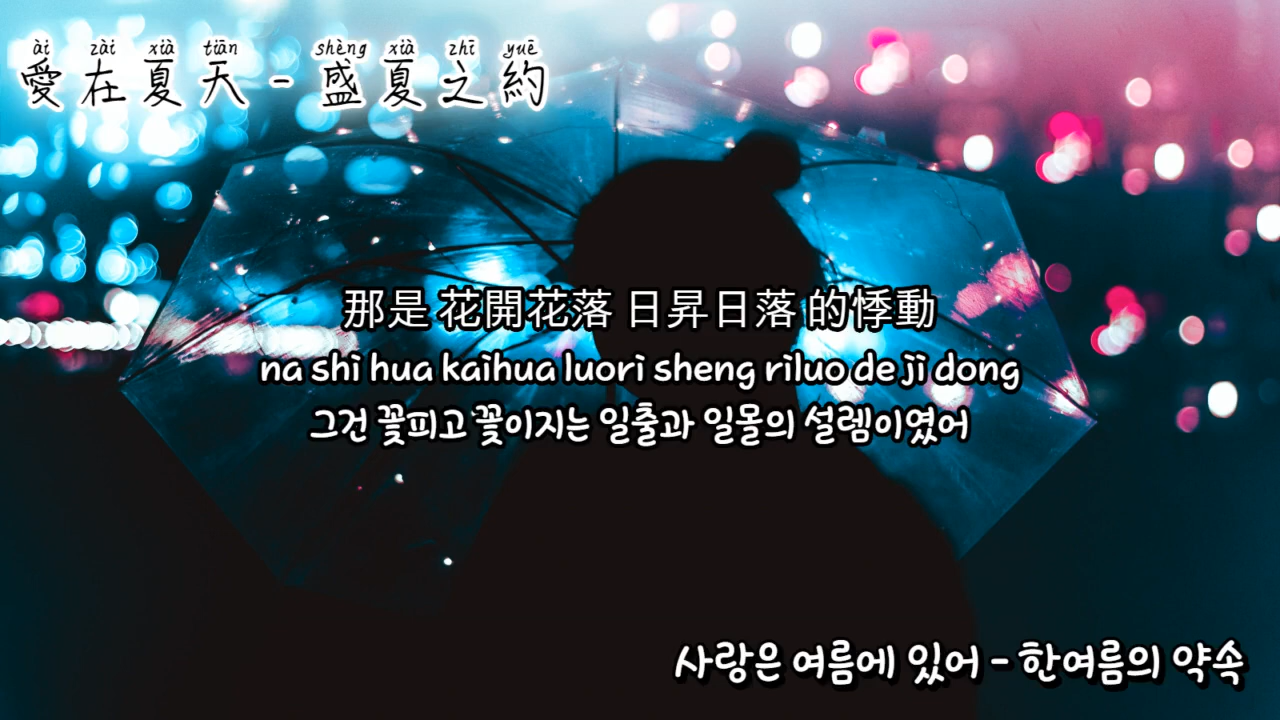 ài zài xià tiān shèng xià zhī yuē
愛在夏天 - 盛夏之約
那是 花開花落 日昇日落 的悸動
na shi hua kaihua luori sheng riluo de ji dong
그건 꽃피고 꽃이지는 일출과 일몰의 설렘이였어
사랑은 여름에 있어 - 한여름의 약속